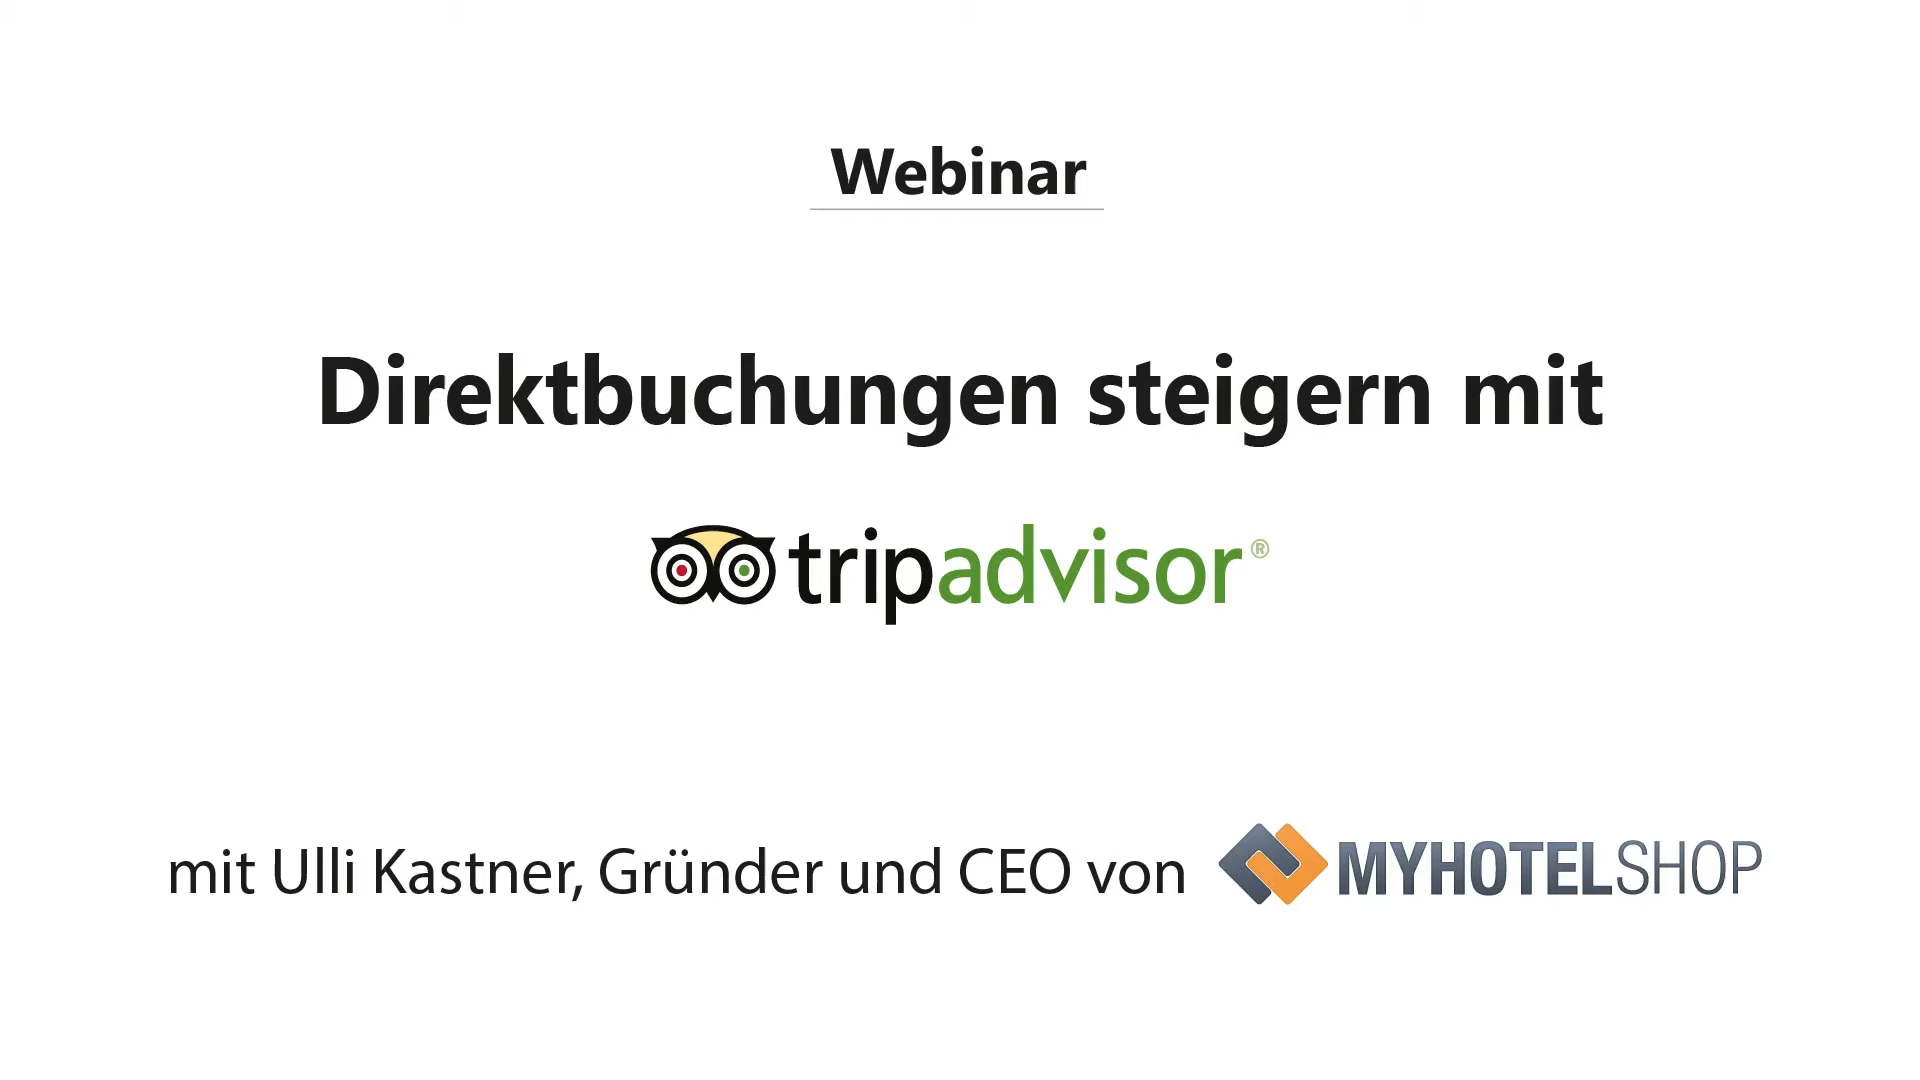 Webinar
Direktbuchungen steigern mit
tripadvisor®
mit Ulli Kastner, Gründer und CEO von MYHOTELSHOP